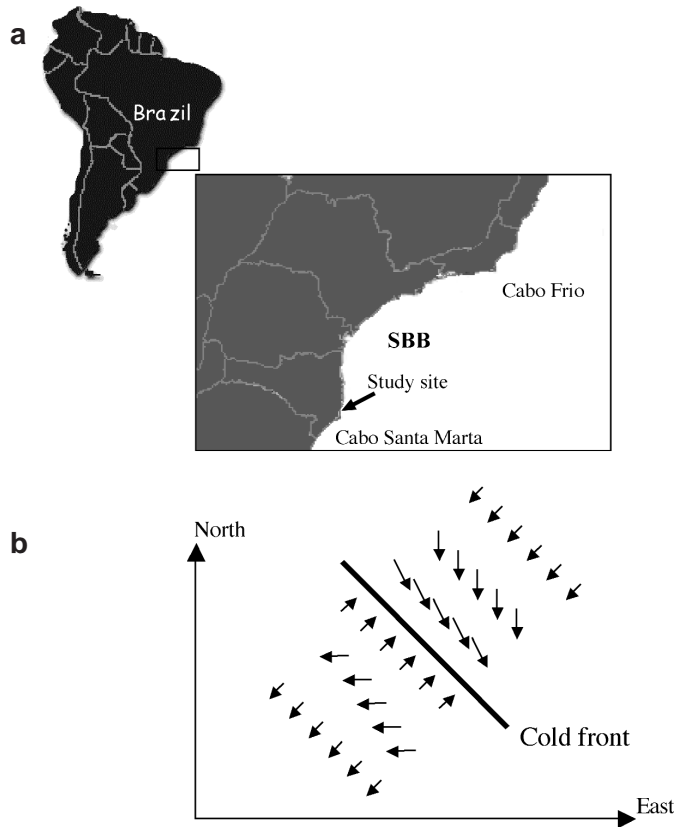 a
Brazil
Cabo Frio
SBB
Study site
Cabo Santa Marta
b
North
Cold front
East